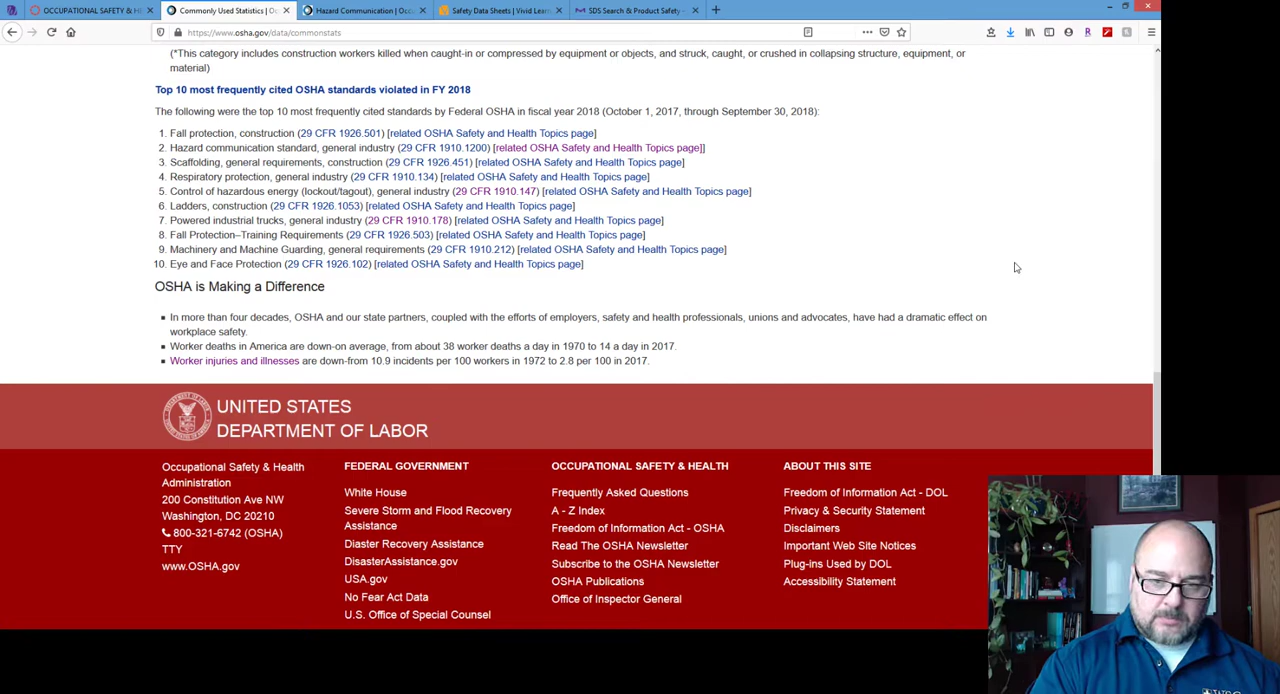 OCCUPATIONAL SAFETY & HE
Commonly Used Statistics | Oc
Hazard Communication | Occu
Safety Data Sheets | Vivid Learn
SDS Search & Product Safety -
https://www.osha.gov/data/commonstats
(*This category includes construction workers killed when caught-in or compressed by equipment or objects, and struck, caught, or crushed in collapsing structure, equipment, or
material)
Top 10 most frequently cited OSHA standards violated in FY 2018
The following were the top 10 most frequently cited standards by Federal OSHA in fiscal year 2018 (October 1, 2017, through September 30, 2018):
1. Fall protection, construction (29 CFR 1926.501) [related OSHA Safety and Health Topics page]
2. Hazard communication standard, general industry (29 CFR 1910.1200) [related OSHA Safety and Health Topics page]]
3. Scaffolding, general requirements, construction (29 CFR 1926.451) [related OSHA Safety and Health Topics page]
4. Respiratory protection, general industry (29 CFR 1910.134) [related OSHA Safety and Health Topics page]
5. Control of hazardous energy (lockout/tagout), general industry (29 CFR 1910.147) [related OSHA Safety and Health Topics page]
6. Ladders, construction (29 CFR 1926.1053) [related OSHA Safety and Health Topics page]
7. Powered industrial trucks, general industry (29 CFR 1910.178) [related OSHA Safety and Health Topics page]
8. Fall Protection–Training Requirements (29 CFR 1926.503) [related OSHA Safety and Health Topics page]
9. Machinery and Machine Guarding, general requirements (29 CFR 1910.212) [related OSHA Safety and Health Topics page]
10. Eye and Face Protection (29 CFR 1926.102) [related OSHA Safety and Health Topics page]
OSHA is Making a Difference
In more than four decades, OSHA and our state partners, coupled with the efforts of employers, safety and health professionals, unions and advocates, have had a dramatic effect on
workplace safety.
Worker deaths in America are down-on average, from about 38 worker deaths a day in 1970 to 14 a day in 2017.
Worker injuries and illnesses are down-from 10.9 incidents per 100 workers in 1972 to 2.8 per 100 in 2017.
UNITED STATES
DEPARTMENT OF LABOR
Occupational Safety & Health
Administration
200 Constitution Ave NW
Washington, DC 20210
800-321-6742 (OSHA)
TTY
www.OSHA.gov
FEDERAL GOVERNMENT
White House
Severe Storm and Flood Recovery
Assistance
Diaster Recovery Assistance
DisasterAssistance.gov
USA.gov
No Fear Act Data
U.S. Office of Special Counsel
OCCUPATIONAL SAFETY & HEALTH
Frequently Asked Questions
A - Z Index
Freedom of Information Act - OSHA
Read The OSHA Newsletter
Subscribe to the OSHA Newsletter
OSHA Publications
Office of Inspector General
ABOUT THIS SITE
Freedom of Information Act - DOL
Privacy & Security Statement
Disclaimers
Important Web Site Notices
Plug-ins Used by DOL
Accessibility Statement